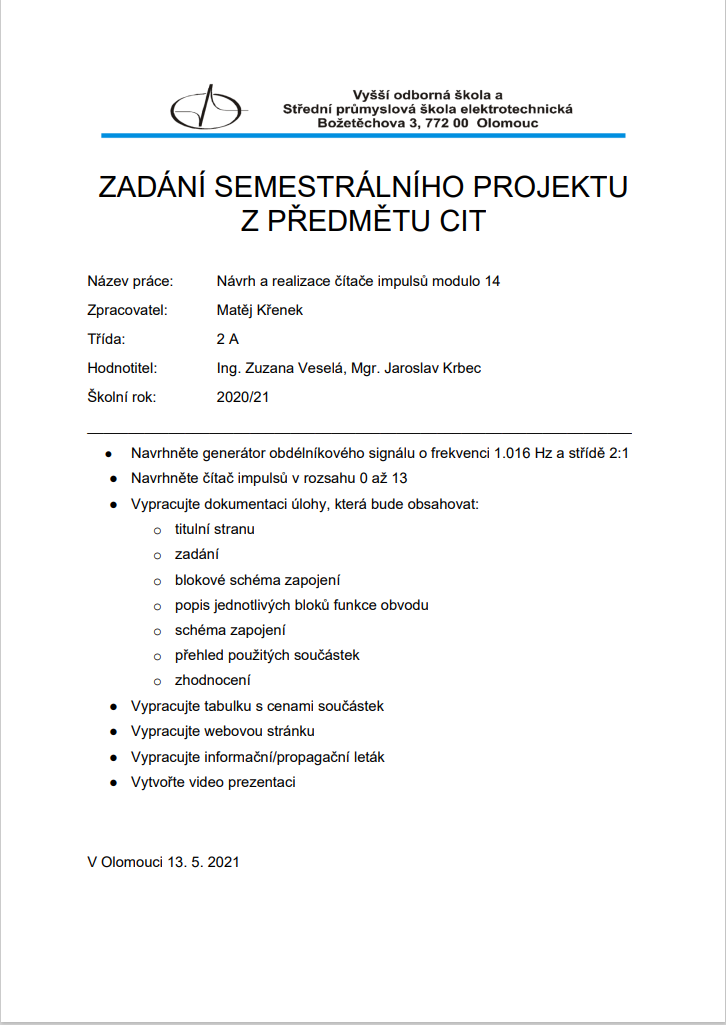 Vyšší odborná škola a
Střední průmyslová škola elektrotechnická
Božetěchova 3, 772 00 Olomouc
ZADÁNÍ SEMESTRÁLNÍHO PROJEKTU
Z PŘEDMĚTU CIT
Název práce: Návrh a realizace čítače impulsů modulo 14
Zpracovatel: Matěj Křenek
Třída: 2 A
Hodnotitel: Ing. Zuzana Veselá, Mgr. Jaroslav Krbec
Školní rok: 2020/21
● Navrhněte generátor obdélníkového signálu o frekvenci 1.016 Hz a střídě 2:1
● Navrhněte čítač impulsů v rozsahu 0 až 13
● Vypracujte dokumentaci úlohy, která bude obsahovat:
○ titulní stranu
○ zadání
○ blokové schéma zapojení
○ popis jednotlivých bloků funkce obvodu
○ schéma zapojení
○ přehled použitých součástek
○ zhodnocení
● Vypracujte tabulku s cenami součástek
● Vypracujte webovou stránku
● Vypracujte informační/propagační leták
● Vytvořte video prezentaci
V Olomouci 13. 5. 2021